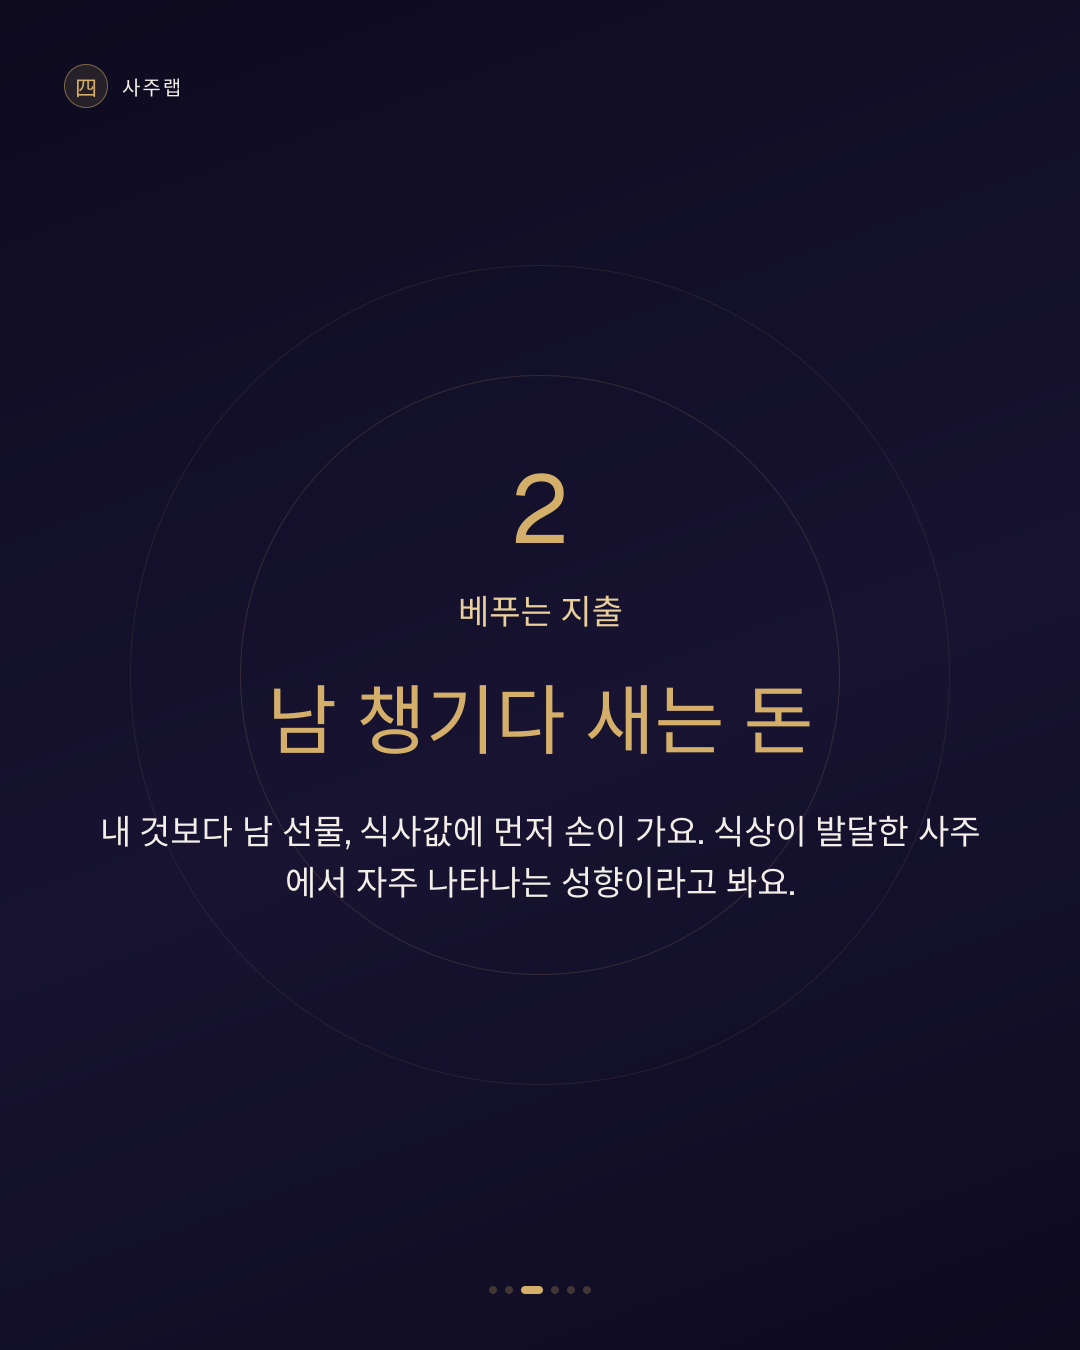 四 사주랩
2
베푸는 지출
남 챙기다 새는 돈
내 것보다 남 선물, 식사값에 먼저 손이 가요. 식상이 발달한 사주
에서 자주 나타나는 성향이라고 봐요.